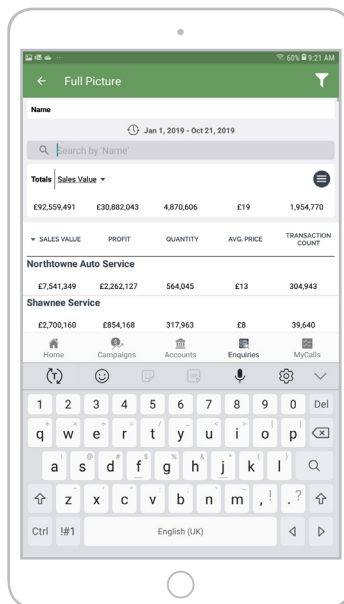 60% 9:21 AM
← Full Picture
Name
Jan 1, 2019 - Oct 21, 2019
Search by 'Name'
Totals Sales Value
£92,559,491 £30,882,043 4,870,606 £19 1,954,770
SALES VALUE PROFIT QUANTITY AVG. PRICE TRANSACTION COUNT
Northtowne Auto Service
£7,541,349 £2,262,127 564,045 £13 304,943
Shawnee Service
£2,700,160 £854,168 317,963 £8 39,640
Home Campaigns Accounts Enquiries MyCalls
1 2 3 4 5 6 7 8 9 0 Del
q w e r t y u i o p
a s d f g h j k l
z x c v b n m , ! . ?
Ctrl !#1 English (UK)